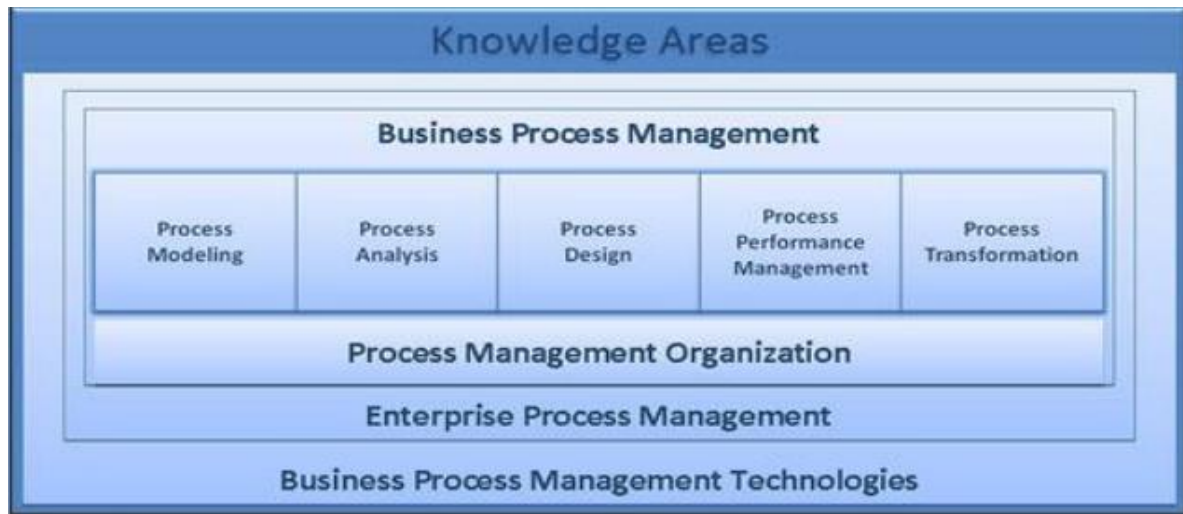 Knowledge Areas
Business Process Management
Process
Modeling
Process
Analysis
Process
Design
Process
Performance
Management
Process
Transformation
Process Management Organization
Enterprise Process Management
Business Process Management Technologies